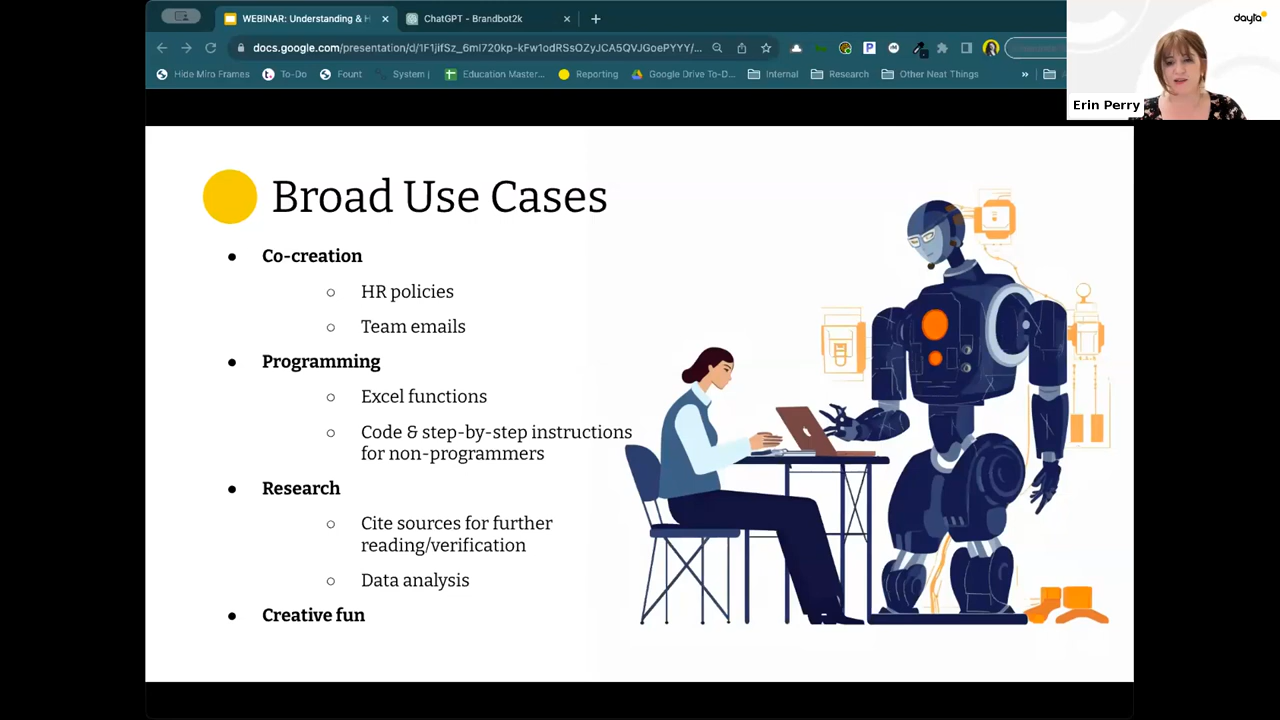 WEBINAR: Understanding & H
ChatGPT - Brandbot2k
dayta
docs.google.com/presentation/d/1F1jifSz_6ml720kp-kFw1odRSsOZyJCA5QVJGoePYYY/...
Hide Miro Frames
To-Do
Fount
System |
Education Master...
Reporting
Google Drive To-D...
Internal
Research
Other Neat Things
»
Erin Perry
Broad Use Cases
● Co-creation
○ HR policies
○ Team emails
● Programming
○ Excel functions
○ Code & step-by-step instructions
for non-programmers
● Research
○ Cite sources for further
reading/verification
○ Data analysis
● Creative fun